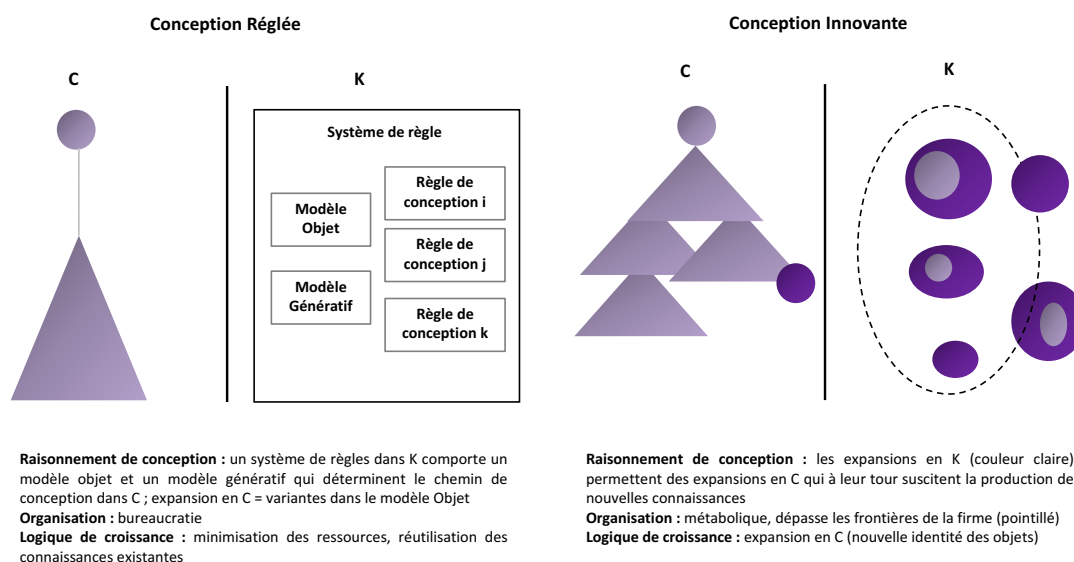 Conception Réglée
C
K
Système de règle
Modèle
Objet
Modèle
Génératif
Règle de
conception i
Règle de
conception j
Règle de
conception k
Raisonnement de conception : un système de règles dans K comporte un
modèle objet et un modèle génératif qui déterminent le chemin de
conception dans C ; expansion en C = variantes dans le modèle Objet
Organisation : bureaucratie
Logique de croissance : minimisation des ressources, réutilisation des
connaissances existantes
Conception Innovante
C
K
Raisonnement de conception : les expansions en K (couleur claire)
permettent des expansions en C qui à leur tour suscitent la production de
nouvelles connaissances
Organisation : métabolique, dépasse les frontières de la firme (pointillé)
Logique de croissance : expansion en C (nouvelle identité des objets)